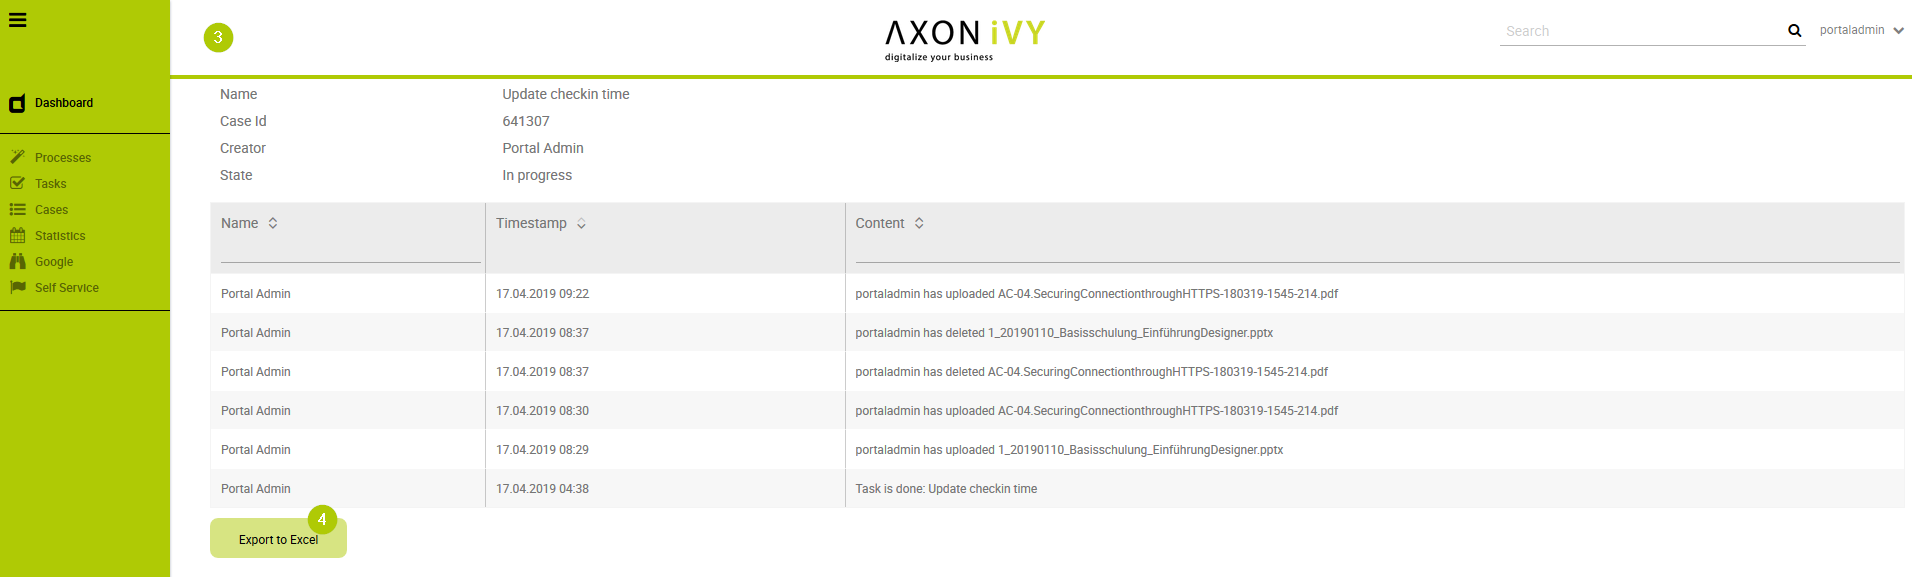 3
AXON iVY
digitalize your business
Search
portaladmin
Dashboard
Processes
Tasks
Cases
Statistics
Google
Self Service
Name Update checkin time
Case Id 641307
Creator Portal Admin
State In progress
Name Timestamp Content
Portal Admin 17.04.2019 09:22 portaladmin has uploaded AC-04.SecuringConnectionthroughHTTPS-180319-1545-214.pdf
Portal Admin 17.04.2019 08:37 portaladmin has deleted 1_20190110_Basisschulung_EinführungDesigner.pptx
Portal Admin 17.04.2019 08:37 portaladmin has deleted AC-04.SecuringConnectionthroughHTTPS-180319-1545-214.pdf
Portal Admin 17.04.2019 08:30 portaladmin has uploaded AC-04.SecuringConnectionthroughHTTPS-180319-1545-214.pdf
Portal Admin 17.04.2019 08:29 portaladmin has uploaded 1_20190110_Basisschulung_EinführungDesigner.pptx
Portal Admin 17.04.2019 04:38 Task is done: Update checkin time
4
Export to Excel